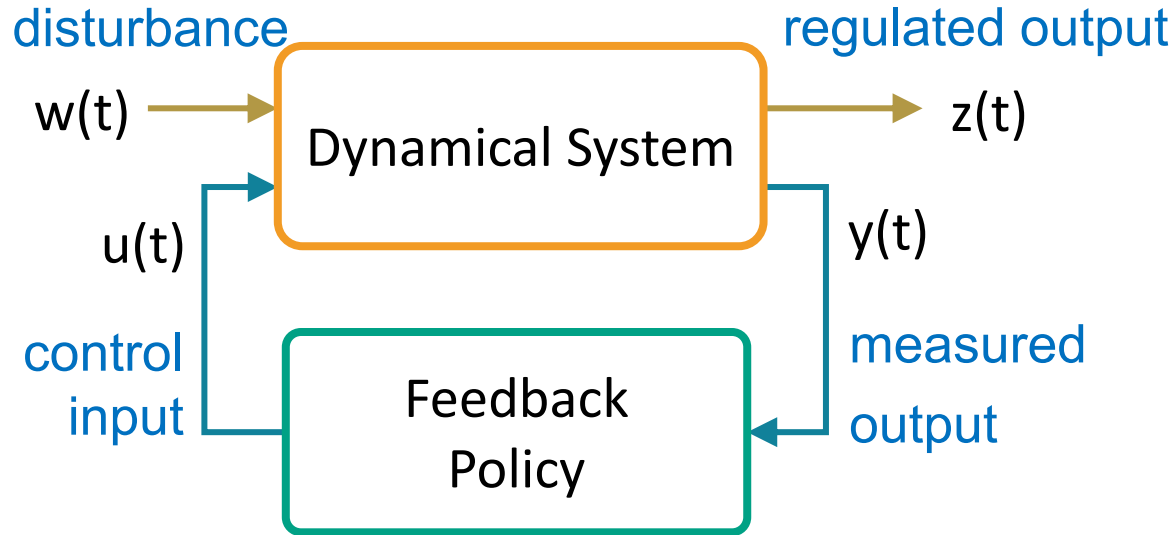 disturbance
regulated output
w(t)
Dynamical System
z(t)
u(t)
y(t)
control
input
Feedback
Policy
measured
output